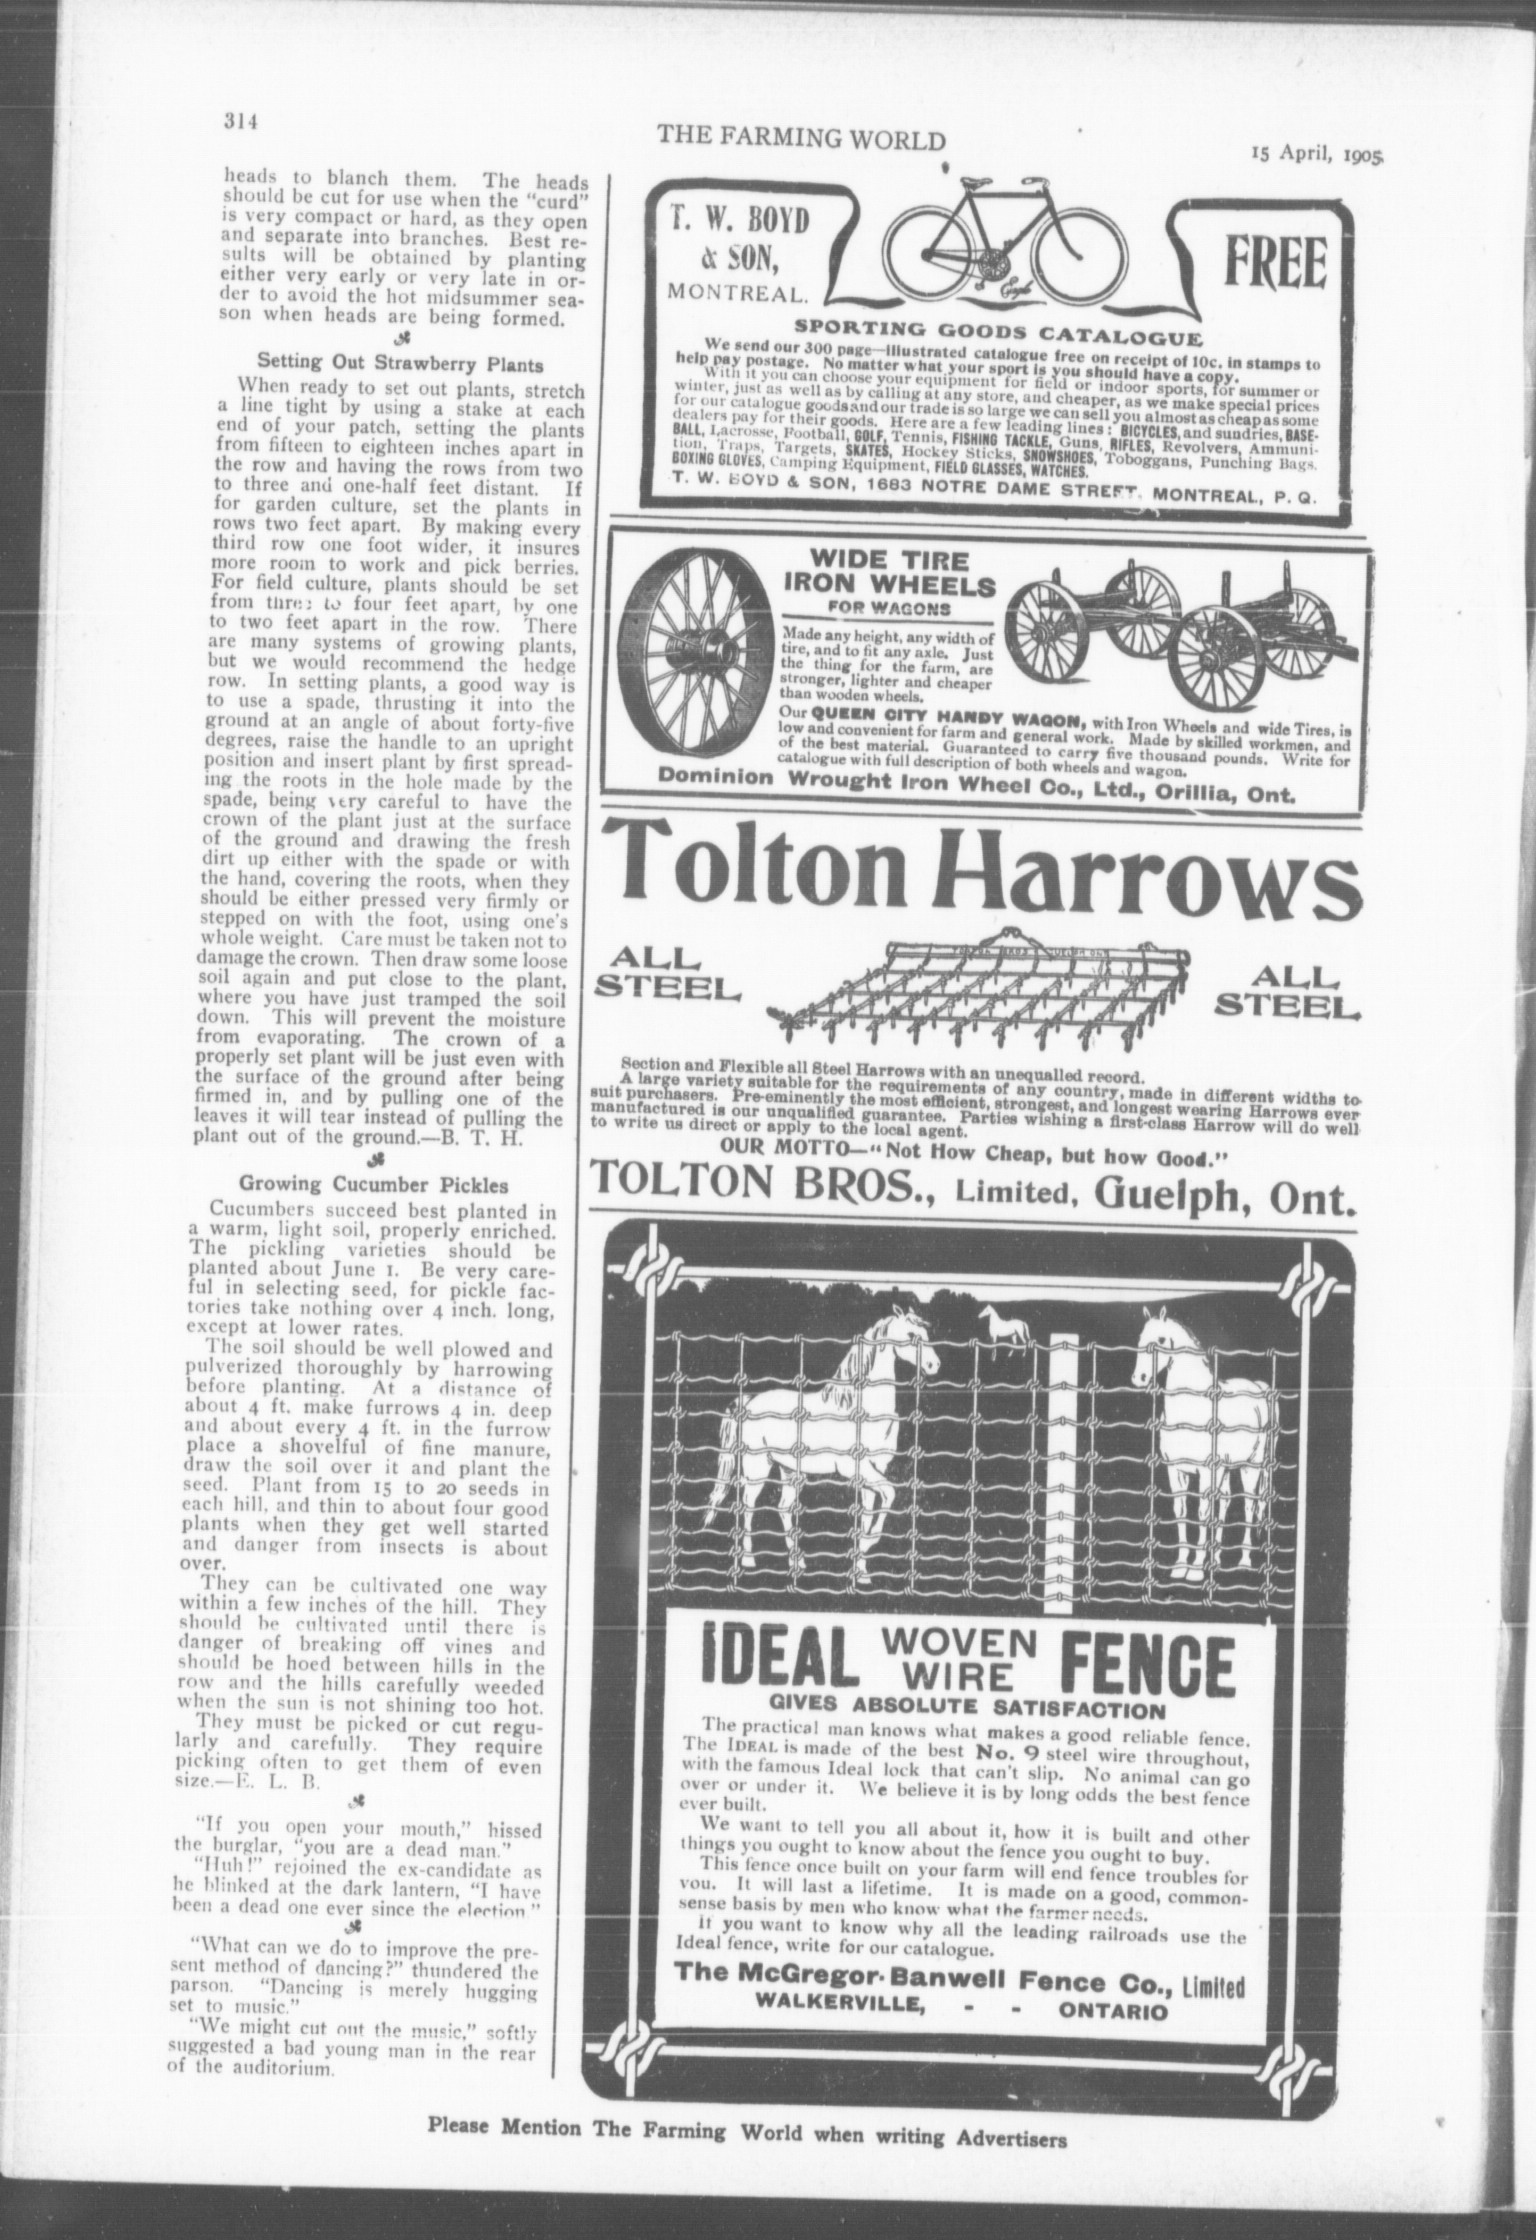 314
THE FARMING WORLD
15 April, 1905.
heads to blanch them. The heads
should be cut for use when the "curd"
is very compact or hard, as they open
and separate into branches. Best re-
sults will be obtained by planting
either very early or very late in or-
der to avoid the hot midsummer sea-
son when heads are being formed.
Setting Out Strawberry Plants
When ready to set out plants, stretch
a line tight by using a stake at each
end of your patch, setting the plants
from fifteen to eighteen inches apart in
the row and having the rows from two
to three and one-half feet distant. If
for garden culture, set the plants in
rows two feet apart. By making every
third row one foot wider, it insures
more room to work and pick berries.
For field culture, plants should be set
from three to four feet apart, by one
to two feet apart in the row. There
are many systems of growing plants,
but we would recommend the hedge
row. In setting plants, a good way is
to use a spade, thrusting it into the
ground at an angle of about forty-five
degrees, raise the handle to an upright
position and insert plant by first spread-
ing the roots in the hole made by the
spade, being very careful to have the
crown of the plant just at the surface
of the ground and drawing the fresh
dirt up either with the spade or with
the hand, covering the roots, when they
should be either pressed very firmly or
stepped on with the foot, using one's
whole weight. Care must be taken not to
damage the crown. Then draw some loose
soil again and put close to the plant,
where you have just tramped the soil
down. This will prevent the moisture
from evaporating. The crown of a
properly set plant will be just even with
the surface of the ground after being
firmed in, and by pulling one of the
leaves it will tear instead of pulling the
plant out of the ground.—B. T. H.
Growing Cucumber Pickles
Cucumbers succeed best planted in
a warm, light soil, properly enriched.
The pickling varieties should be
planted about June 1. Be very care-
ful in selecting seed, for pickle fac-
tories take nothing over 4 inch. long,
except at lower rates.
The soil should be well plowed and
pulverized thoroughly by harrowing
before planting. At a distance of
about 4 ft. make furrows 4 in. deep
and about every 4 ft. in the furrow
place a shovelful of fine manure,
draw the soil over it and plant the
seed. Plant from 15 to 20 seeds in
each hill, and thin to about four good
plants when they get well started
and danger from insects is about
over.
They can be cultivated one way
within a few inches of the hill. They
should be cultivated until there is
danger of breaking off vines and
should be hoed between hills in the
row and the hills carefully weeded
when the sun is not shining too hot.
They must be picked or cut regu-
larly and carefully. They require
picking often to get them of even
size.—E. L. B.
"If you open your mouth," hissed
the burglar, "you are a dead man."
"Huh!" rejoined the ex-candidate as
he blinked at the dark lantern, "I have
been a dead one ever since the election."
"What can we do to improve the pre-
sent method of dancing?" thundered the
parson. "Dancing is merely hugging
set to music."
"We might cut out the music," softly
suggested a bad young man in the rear
of the auditorium.
T. W. BOYD
& SON,
MONTREAL.
FREE
SPORTING GOODS CATALOGUE
We send our 300 page—illustrated catalogue free on receipt of 10c. in stamps to
help pay postage. No matter what your sport is you should have a copy.
With it you can choose your equipment for field or indoor sports, for summer or
winter, just as well as by calling at any store, and cheaper, as we make special prices
for our catalogue goods and our trade is so large we can sell you almost as cheap as some
dealers pay for their goods. Here are a few leading lines: BICYCLES, and sundries, BASE-
BALL, Lacrosse, Football, GOLF, Tennis, FISHING TACKLE, Guns, RIFLES, Revolvers, Ammuni-
tion, Traps, Targets, SKATES, Hockey Sticks, SNOWSHOES, Toboggans, Punching Bags,
BOXING GLOVES, Camping Equipment, FIELD GLASSES, WATCHES.
T. W. BOYD & SON, 1683 NOTRE DAME STREET, MONTREAL, P. Q.
WIDE TIRE
IRON WHEELS
FOR WAGONS
Made any height, any width of
tire, and to fit any axle. Just
the thing for the farm, are
stronger, lighter and cheaper
than wooden wheels.
Our QUEEN CITY HANDY WAGON, with Iron Wheels and wide Tires, is
low and convenient for farm and general work. Made by skilled workmen, and
of the best material. Guaranteed to carry five thousand pounds. Write for
catalogue with full description of both wheels and wagon.
Dominion Wrought Iron Wheel Co., Ltd., Orillia, Ont.
Tolton Harrows
ALL
STEEL
ALL
STEEL
Section and Flexible all Steel Harrows with an unequalled record.
A large variety suitable for the requirements of any country, made in different widths to
suit purchasers. Pre-eminently the most efficient, strongest, and longest wearing Harrows ever
manufactured is our unqualified guarantee. Parties wishing a first-class Harrow will do well
to write us direct or apply to the local agent.
OUR MOTTO—"Not How Cheap, but how Good."
TOLTON BROS., Limited, Guelph, Ont.
IDEAL WOVEN WIRE FENCE
GIVES ABSOLUTE SATISFACTION
The practical man knows what makes a good reliable fence.
The IDEAL is made of the best No. 9 steel wire throughout,
with the famous Ideal lock that can't slip. No animal can go
over or under it. We believe it is by long odds the best fence
ever built.
We want to tell you all about it, how it is built and other
things you ought to know about the fence you ought to buy.
This fence once built on your farm will end fence troubles for
you. It will last a lifetime. It is made on a good, common-
sense basis by men who know what the farmer needs.
If you want to know why all the leading railroads use the
Ideal fence, write for our catalogue.
The McGregor-Banwell Fence Co., Limited
WALKERVILLE, - - ONTARIO
Please Mention The Farming World when writing Advertisers